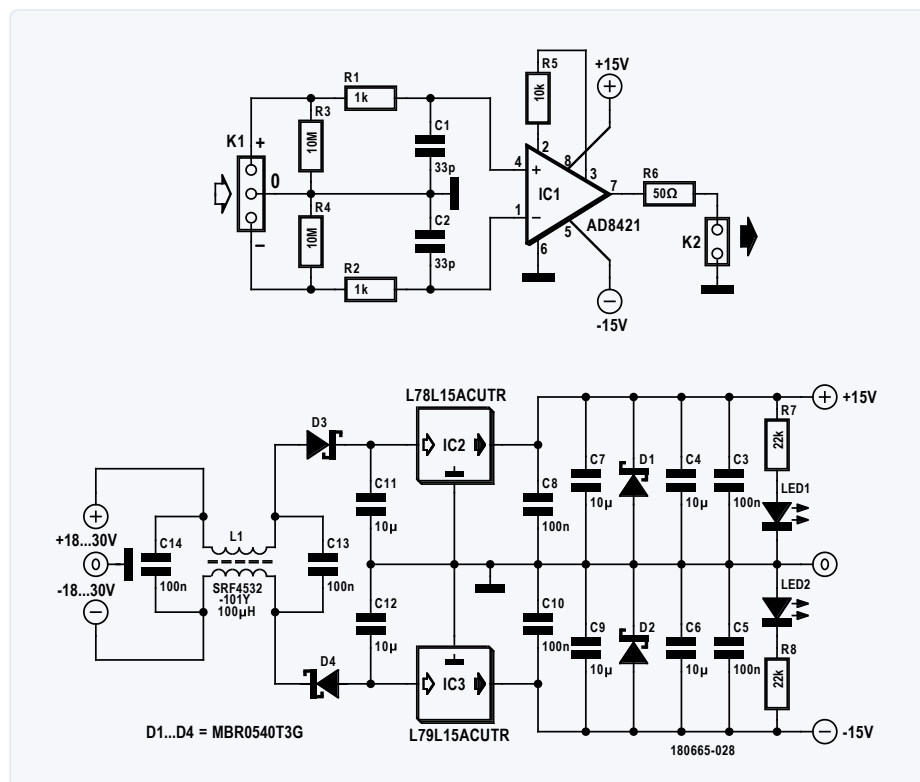 R1
1k
R3
10M
K1
+
0
R4
10M
–
R2
1k
C1
33p
C2
33p
R5
10k
+15V
+
2
8
3
4
+
IC1
7
1
–
5
6
AD8421
R6
50Ω
K2
–
-15V
L78L15ACUTR
D3
IC2
+
+18...30V
0
-18...30V
–
C14
100n
L1
SRF4532
-101Y
100µH
C13
100n
C11
10µ
C12
10µ
D4
IC3
L79L15ACUTR
C8
100n
C10
100n
C7
10µ
D1
C4
10µ
C3
100n
R7
22k
LED1
+
+15V
0
C9
10µ
D2
C6
10µ
C5
100n
LED2
R8
22k
–
-15V
D1...D4 = MBR0540T3G
180665-028